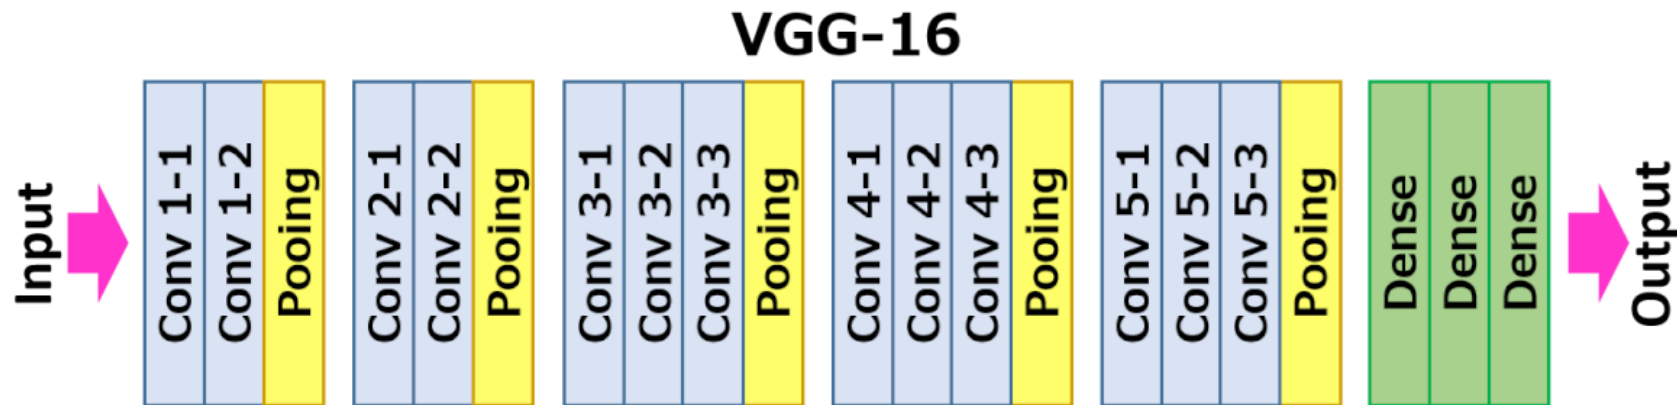 VGG-16
Input
Conv 1-1
Conv 1-2
Pooing
Conv 2-1
Conv 2-2
Pooing
Conv 3-1
Conv 3-2
Conv 3-3
Pooing
Conv 4-1
Conv 4-2
Conv 4-3
Pooing
Conv 5-1
Conv 5-2
Conv 5-3
Pooing
Dense
Dense
Dense
Output